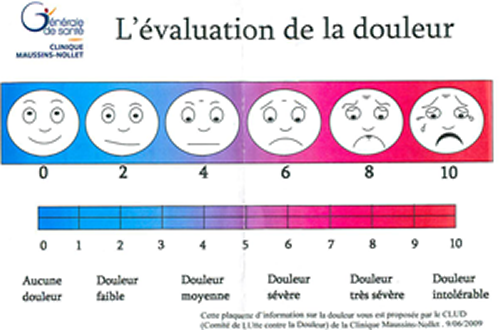 Générale
de santé
CLINIQUE
MAUSSINS-NOLLET
L'évaluation de la douleur
0 2 4 6 8 10
0 1 2 3 4 5 6 7 8 9 10
Aucune douleur
Douleur faible
Douleur moyenne
Douleur sévère
Douleur très sévère
Douleur intolérable
Cette plaquette d'information sur la douleur vous est proposée par le CLUD
(Comité de LUtte contre la Douleur) de la Clinique Maussins-Nollet . 9/06/2009